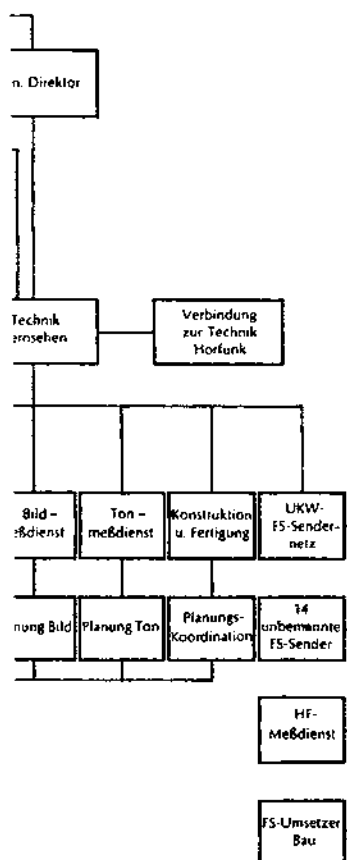 n. Direktor
Technik
ernsehen
Verbindung
zur Technik
Hörfunk
Bild –
eßdienst
Ton –
meßdienst
Konstruktion
u. Fertigung
UKW-
FS-Sender-
netz
nung Bild
Planung Ton
Planungs-
Koordination
14
unbemannte
FS-Sender
HF-
Meßdienst
FS-Umsetzer
Bau